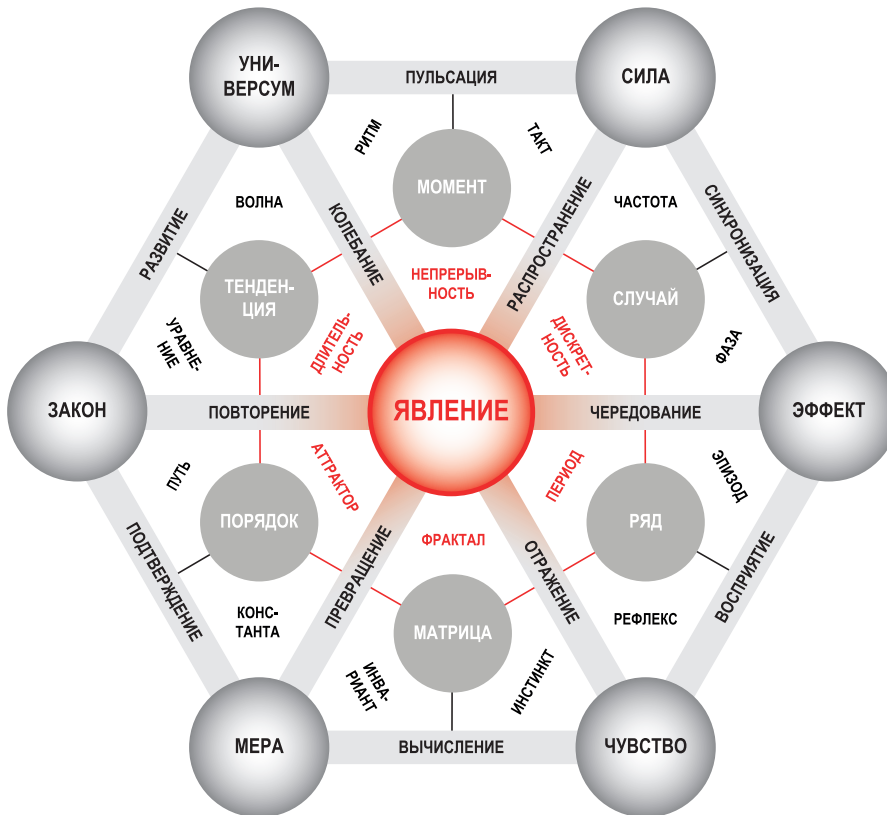 УНИ-
ВЕРСУМ
ПУЛЬСАЦИЯ
СИЛА
РИТМ
ТАКТ
МОМЕНТ
ВОЛНА
КОЛЕБАНИЕ
РАСПРОСТРАНЕНИЕ
ЧАСТОТА
СИНХРОНИЗАЦИЯ
РАЗВИТИЕ
ТЕНДЕН-
ЦИЯ
НЕПРЕРЫВ-
НОСТЬ
СЛУЧАЙ
УРАВНЕ-
НИЕ
ДЛИТЕЛЬ-
НОСТЬ
ДИСКРЕТ-
НОСТЬ
ФАЗА
ЗАКОН
ПОВТОРЕНИЕ
ЯВЛЕНИЕ
ЧЕРЕДОВАНИЕ
ЭФФЕКТ
ПУТЬ
АТТРАКТОР
ПЕРИОД
ЭПИЗОД
ПОРЯДОК
ФРАКТАЛ
РЯД
ПОДТВЕРЖДЕНИЕ
ПРЕВРАЩЕНИЕ
ОТРАЖЕНИЕ
ВОСПРИЯТИЕ
КОНС-
ТАНТА
МАТРИЦА
РЕФЛЕКС
ИНВА-
РИАНТ
ИНСТИНКТ
МЕРА
ВЫЧИСЛЕНИЕ
ЧУВСТВО